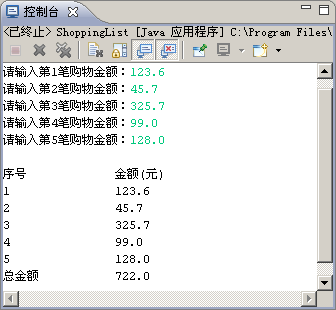 控制台
<已终止> ShoppingList [Java 应用程序] C:\Program Files\
请输入第1笔购物金额：123.6
请输入第2笔购物金额：45.7
请输入第3笔购物金额：325.7
请输入第4笔购物金额：99.0
请输入第5笔购物金额：128.0
序号 金额(元)
1 123.6
2 45.7
3 325.7
4 99.0
5 128.0
总金额 722.0